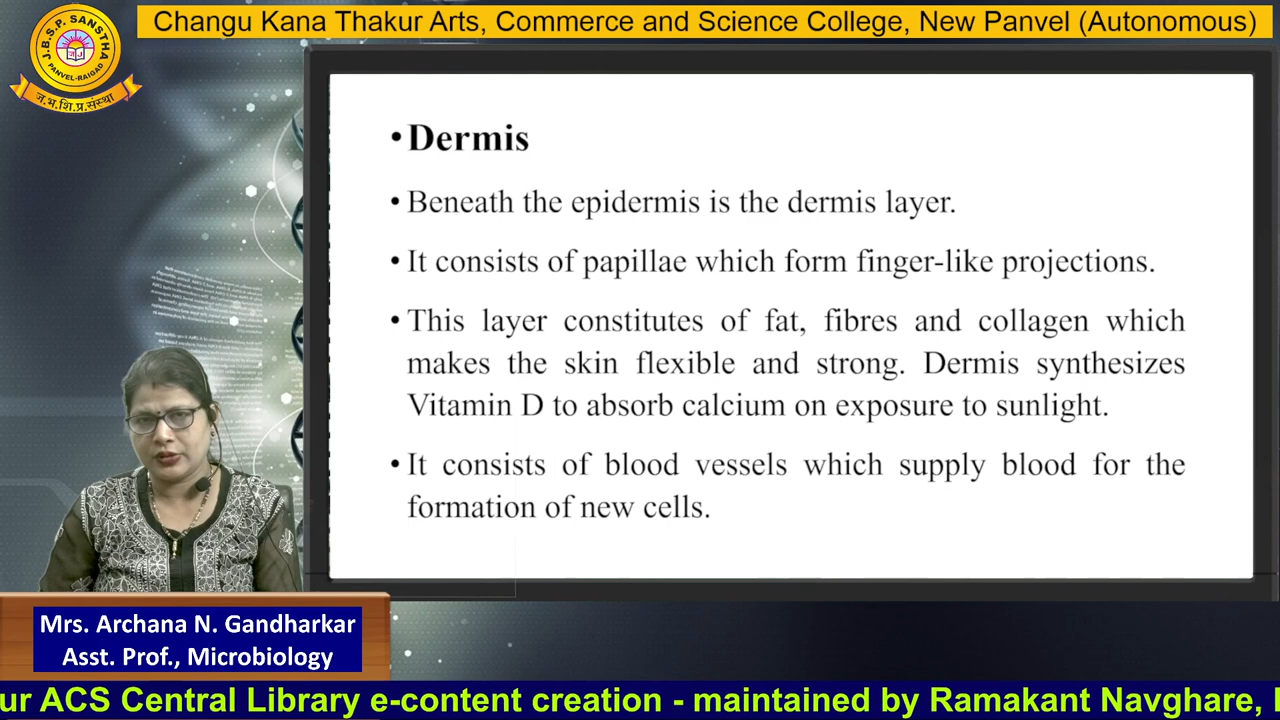 Changu Kana Thakur Arts, Commerce and Science College, New Panvel (Autonomous)
J.B.S.P. SANSTHA
PANVEL-RAIGAD
ज.भ.शि.प्र.संस्था
•Dermis
•Beneath the epidermis is the dermis layer.
•It consists of papillae which form finger-like projections.
•This layer constitutes of fat, fibres and collagen which
makes the skin flexible and strong. Dermis synthesizes
Vitamin D to absorb calcium on exposure to sunlight.
•It consists of blood vessels which supply blood for the
formation of new cells.
Mrs. Archana N. Gandharkar
Asst. Prof., Microbiology
ur ACS Central Library e-content creation - maintained by Ramakant Navghare,